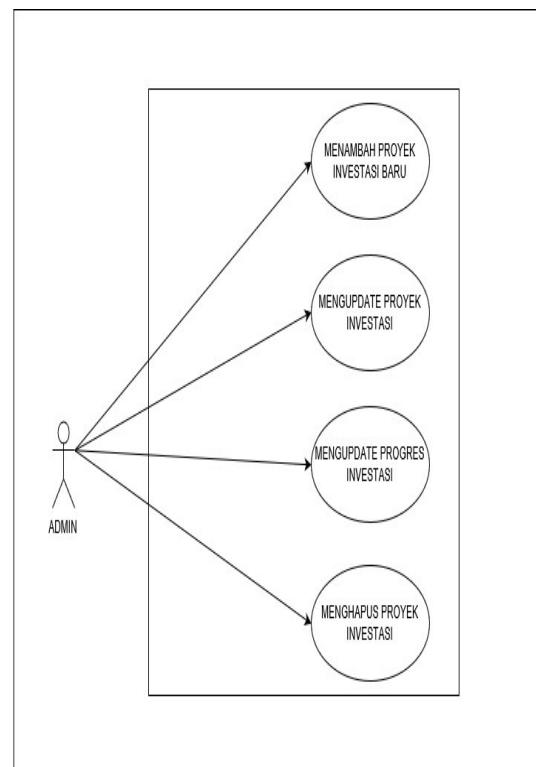 MENAMBAH PROYEK
INVESTASI BARU
MENGUPDATE PROYEK
INVESTASI
MENGUPDATE PROGRES
INVESTASI
ADMIN
MENGHAPUS PROYEK
INVESTASI